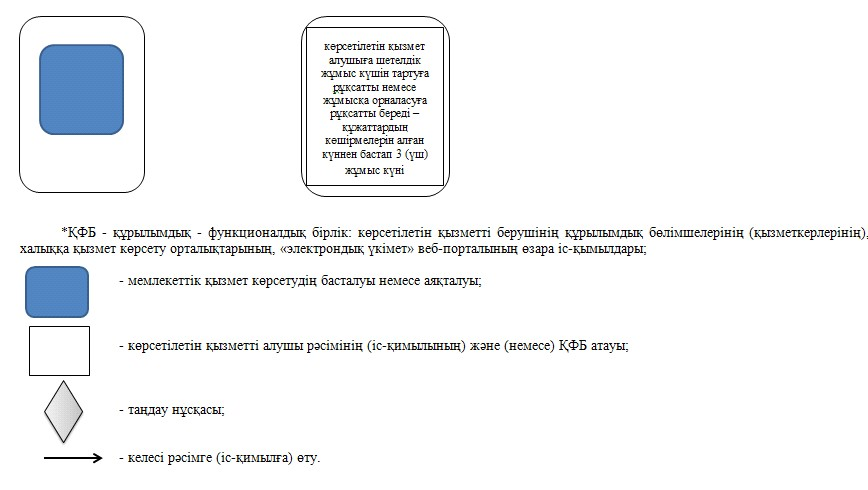 көрсетілетін қызмет
алушыға шетелдік
жұмыс күшін тартуға
рұқсатты немесе
жұмысқа орналасуға
рұқсатты береді –
құжаттардың
көшірмелерін алған
күннен бастап 3 (үш)
жұмыс күні
*ҚФБ - құрылымдық - функционалдық бірлік: көрсетілетін қызметті берушінің құрылымдық бөлімшелерінің (қызметкерлерінің),
халыққа қызмет көрсету орталықтарының, «электрондық үкімет» веб-порталының өзара іс-қымылдары;
- мемлекеттік қызмет көрсетудің басталуы немесе аяқталуы;
- көрсетілетін қызметті алушы рәсімінің (іс-қимылының) және (немесе) ҚФБ атауы;
- таңдау нұсқасы;
- келесі рәсімге (іс-қимылға) өту.